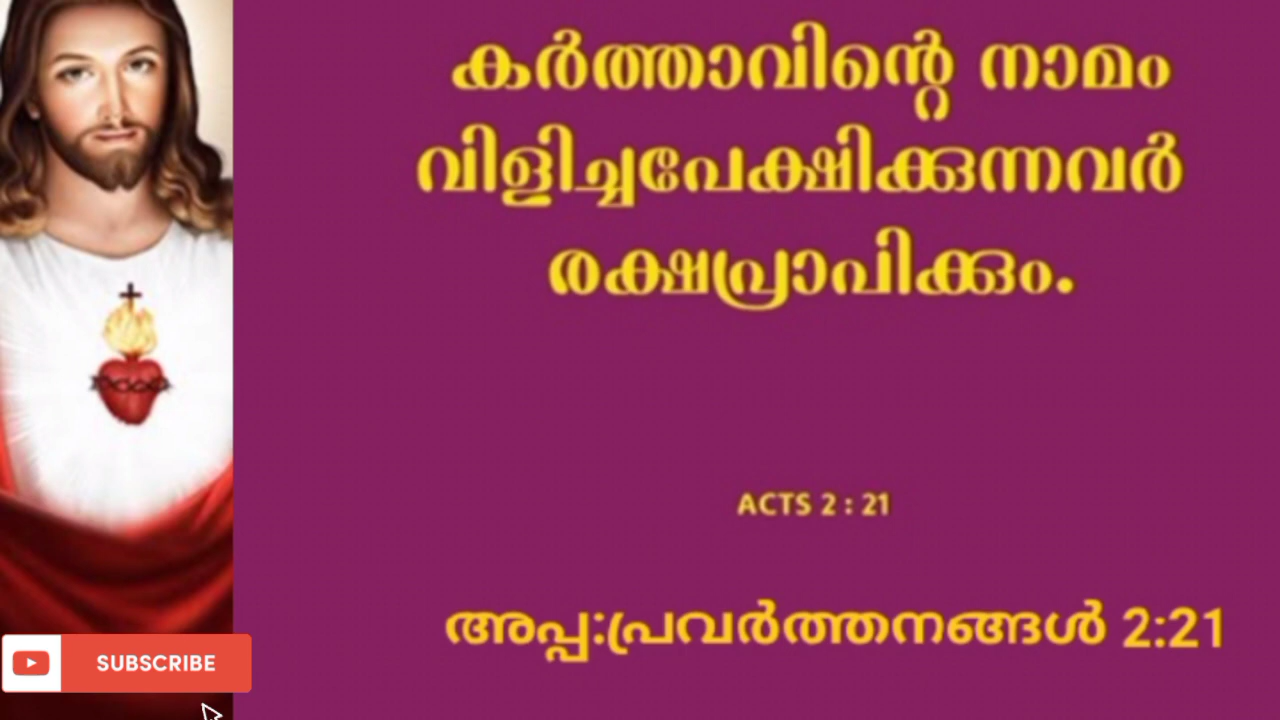 കർത്താവിന്റെ നാമം
വിളിച്ചപേക്ഷിക്കുന്നവർ
രക്ഷപ്രാപിക്കും.
ACTS 2 : 21
അപ്പ:പ്രവർത്തനങ്ങൾ 2:21
SUBSCRIBE